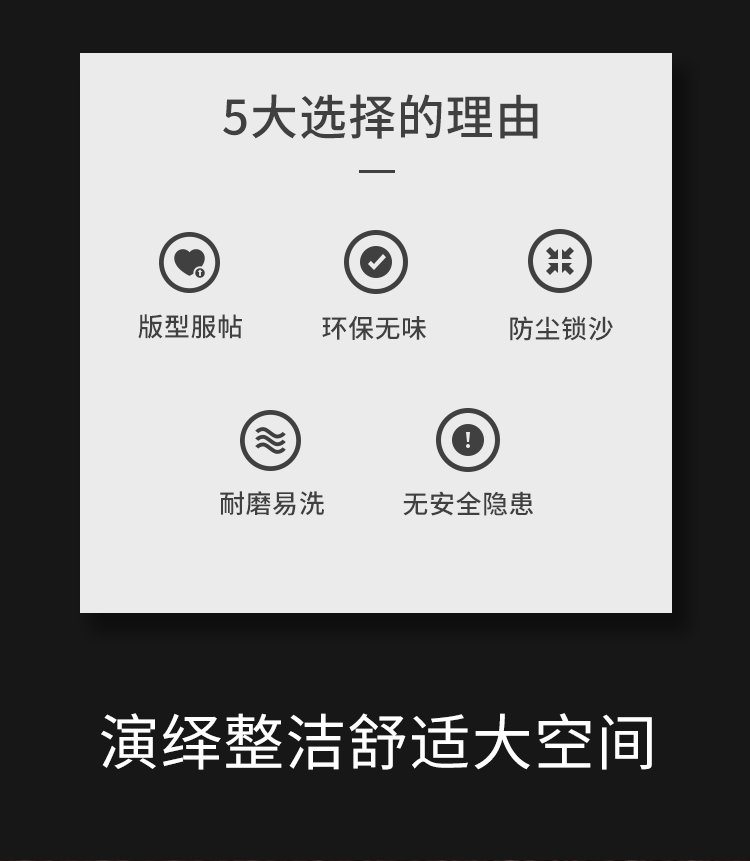 5大选择的理由
版型服帖
环保无味
防尘锁沙
耐磨易洗
无安全隐患
演绎整洁舒适大空间